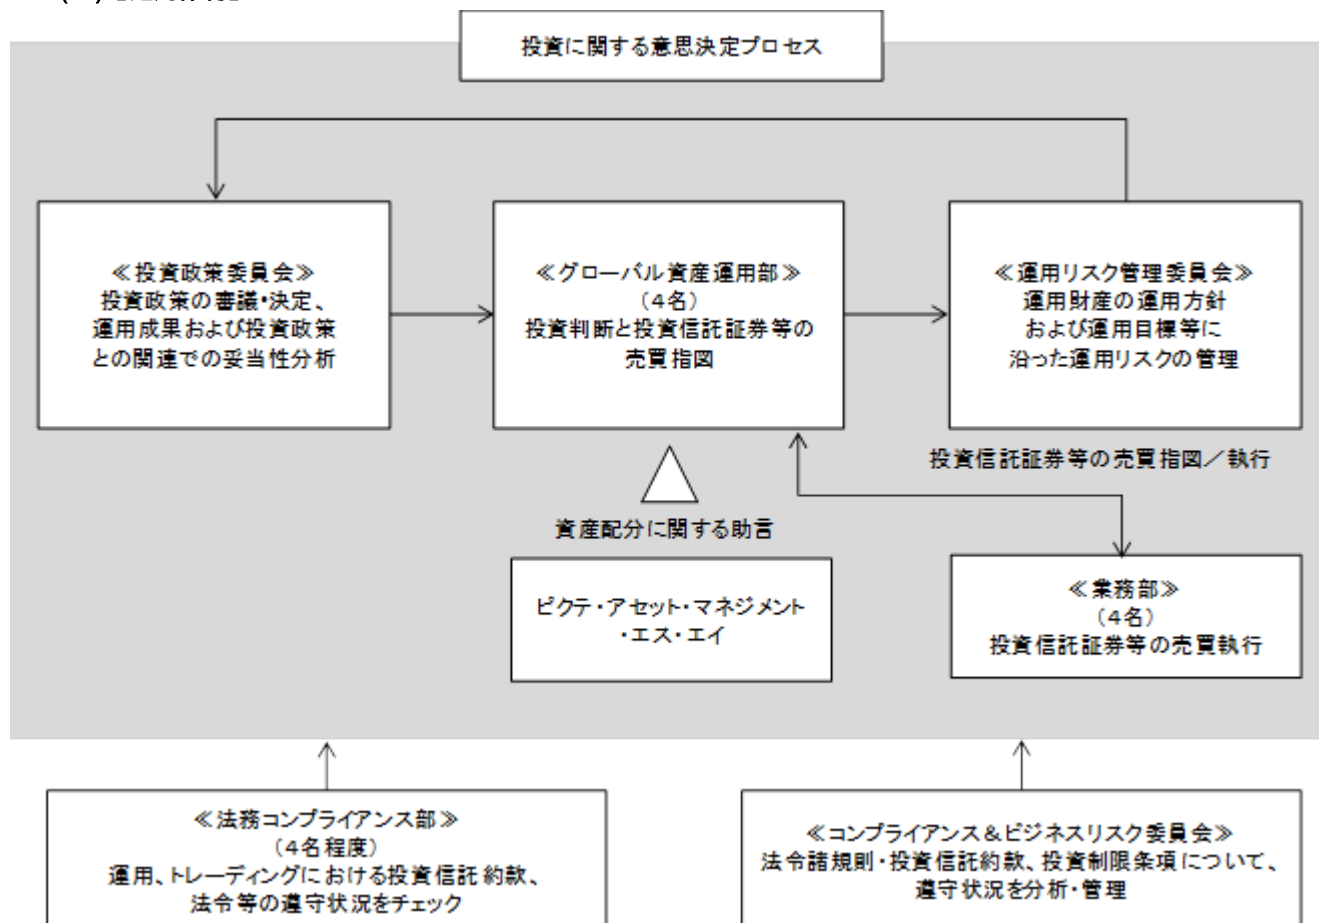 投資に関する意思決定プロセス
≪投資政策委員会≫
投資政策の審議・決定、
運用成果および投資政策
との関連での妥当性分析
≪グローバル資産運用部≫
(4名)
投資判断と投資信託証券等の
売買指図
≪運用リスク管理委員会≫
運用財産の運用方針
および運用目標等に
沿った運用リスクの管理
投資信託証券等の売買指図/執行
資産配分に関する助言
ピクテ・アセット・マネジメント
・エス・エイ
≪業務部≫
(4名)
投資信託証券等の売買執行
≪法務コンプライアンス部≫
(4名程度)
運用、トレーディングにおける投資信託約款、
法令等の遵守状況をチェック
≪コンプライアンス&ビジネスリスク委員会≫
法令諸規則・投資信託約款、投資制限条項について、
遵守状況を分析・管理